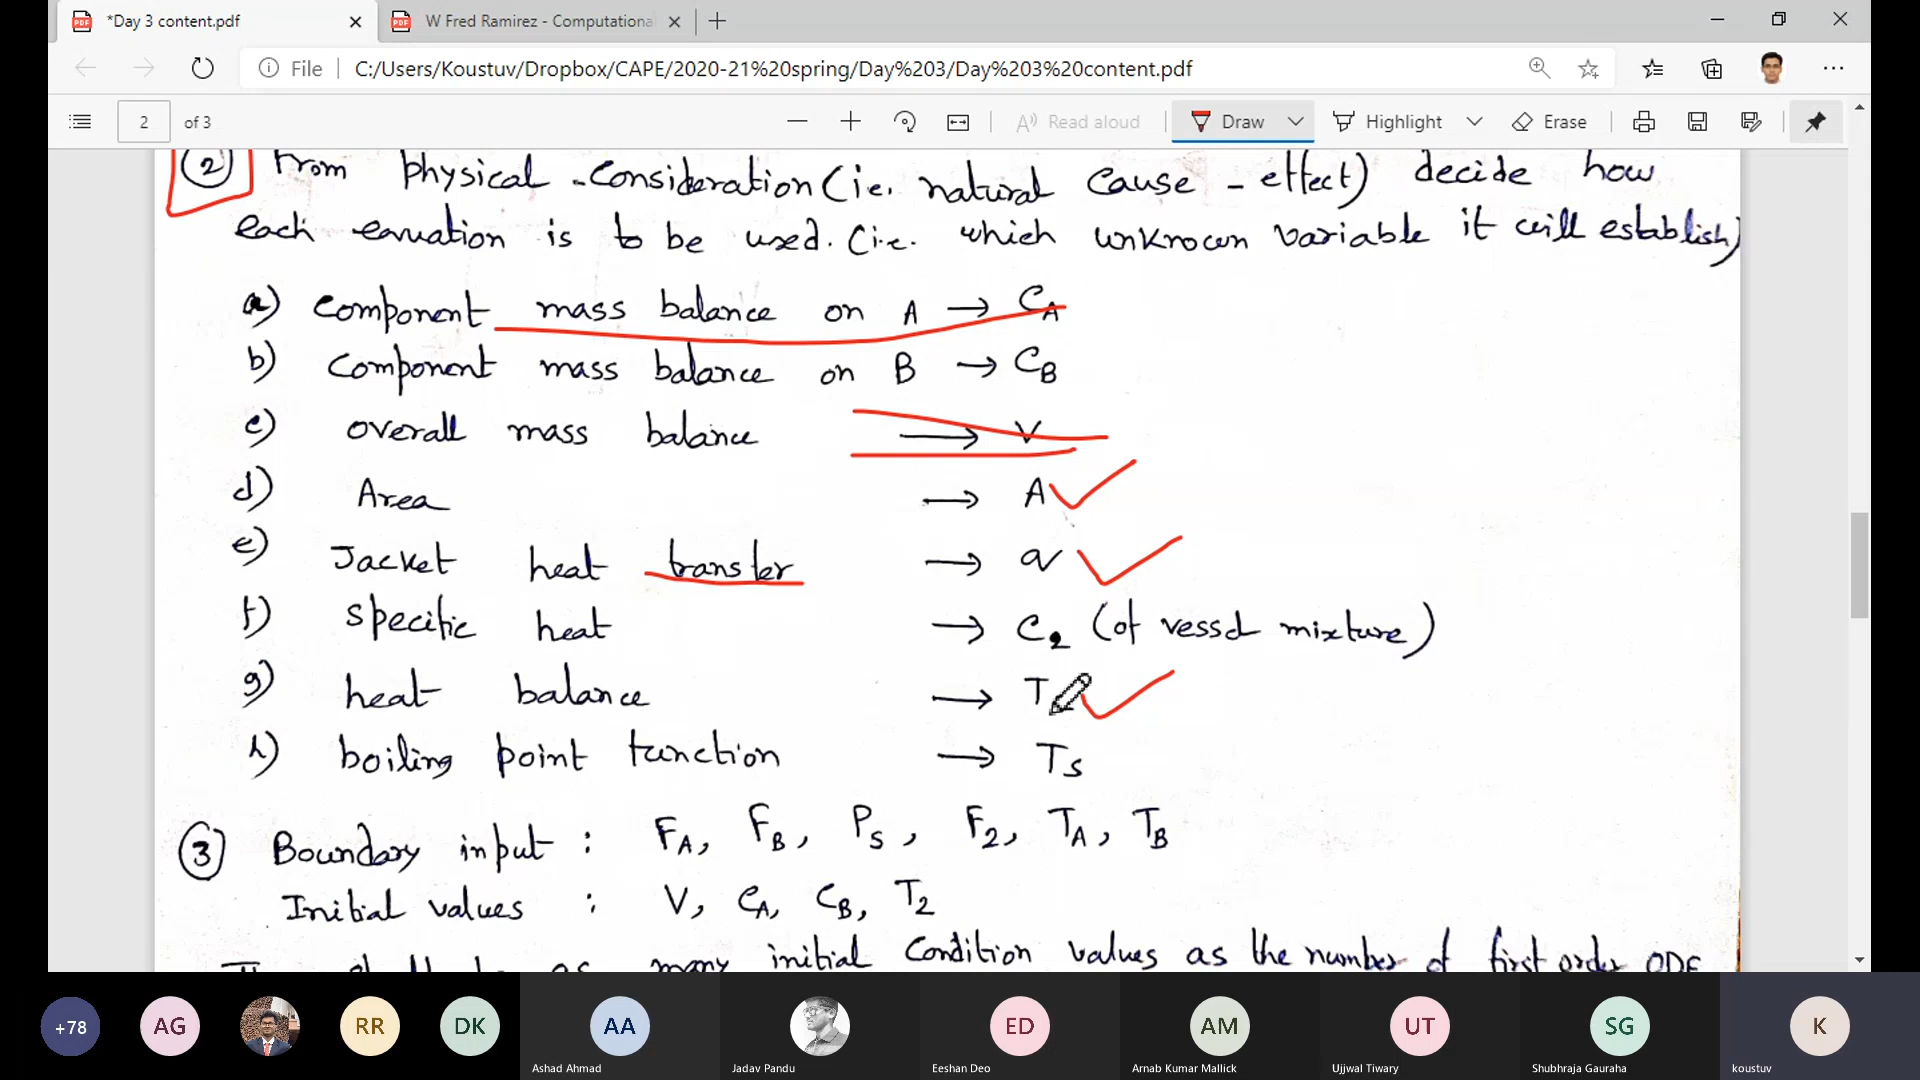 *Day 3 content.pdf
W Fred Ramirez - Computationa
File
C:/Users/Koustuv/Dropbox/CAPE/2020-21%20spring/Day%203/Day%203%20content.pdf
2 of 3
Read aloud
Draw
Highlight
Erase
② From physical -Consideration (ie. natural cause - effect) decide how
each equation is to be used. (i.e. which unknown variable it will establish)
a) Component mass balance on A → CA
b) Component mass balance on B → CB
c) overall mass balance → V
d) Area → A
e) Jacket heat transfer → q
f) specific heat → C2 (of vessel mixture)
g) heat balance → T
h) boiling point function → Ts
③ Boundary input : FA, FB, Ps, F2, TA, TB
Initial values : V, CA, CB, T2
as many initial condition values as the number of first order ODE
+78
AG
RR
DK
AA
ED
AM
UT
SG
K
Ashad Ahmad
Jadav Pandu
Eeshan Deo
Arnab Kumar Mallick
Ujjwal Tiwary
Shubhraja Gauraha
koustuv